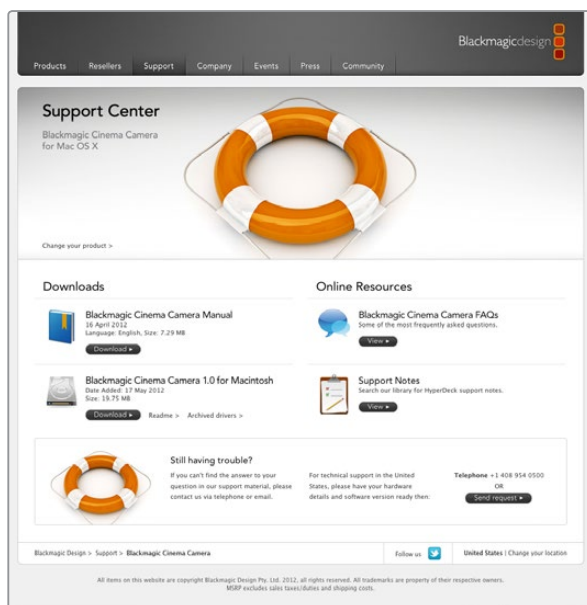 Blackmagicdesign
Products Resellers Support Company Events Press Community
Support Center
Blackmagic Cinema Camera
for Mac OS X
Change your product >
Downloads
Blackmagic Cinema Camera Manual
16 April 2012
Language: English, Size: 7.29 MB
Download
Blackmagic Cinema Camera 1.0 for Macintosh
Date Added: 17 May 2012
Size: 19.75 MB
Download Readme > Archived drivers >
Online Resources
Blackmagic Cinema Camera FAQs
Some of the most frequently asked questions.
View
Support Notes
Search our library for HyperDeck support notes.
View
Still having trouble?
If you can't find the answer to your
question in our support material, please
contact us via telephone or email.
For technical support in the United
States, please have your hardware
details and software version ready then:
Telephone +1 408 954 0500
OR
Send request
Blackmagic Design > Support > Blackmagic Cinema Camera
Follow us
United States | Change your location
All items on this website are copyright Blackmagic Design Pty. Ltd. 2012, all rights reserved. All trademarks are property of their respective owners.
MSRP excludes sales taxes/duties and shipping costs.